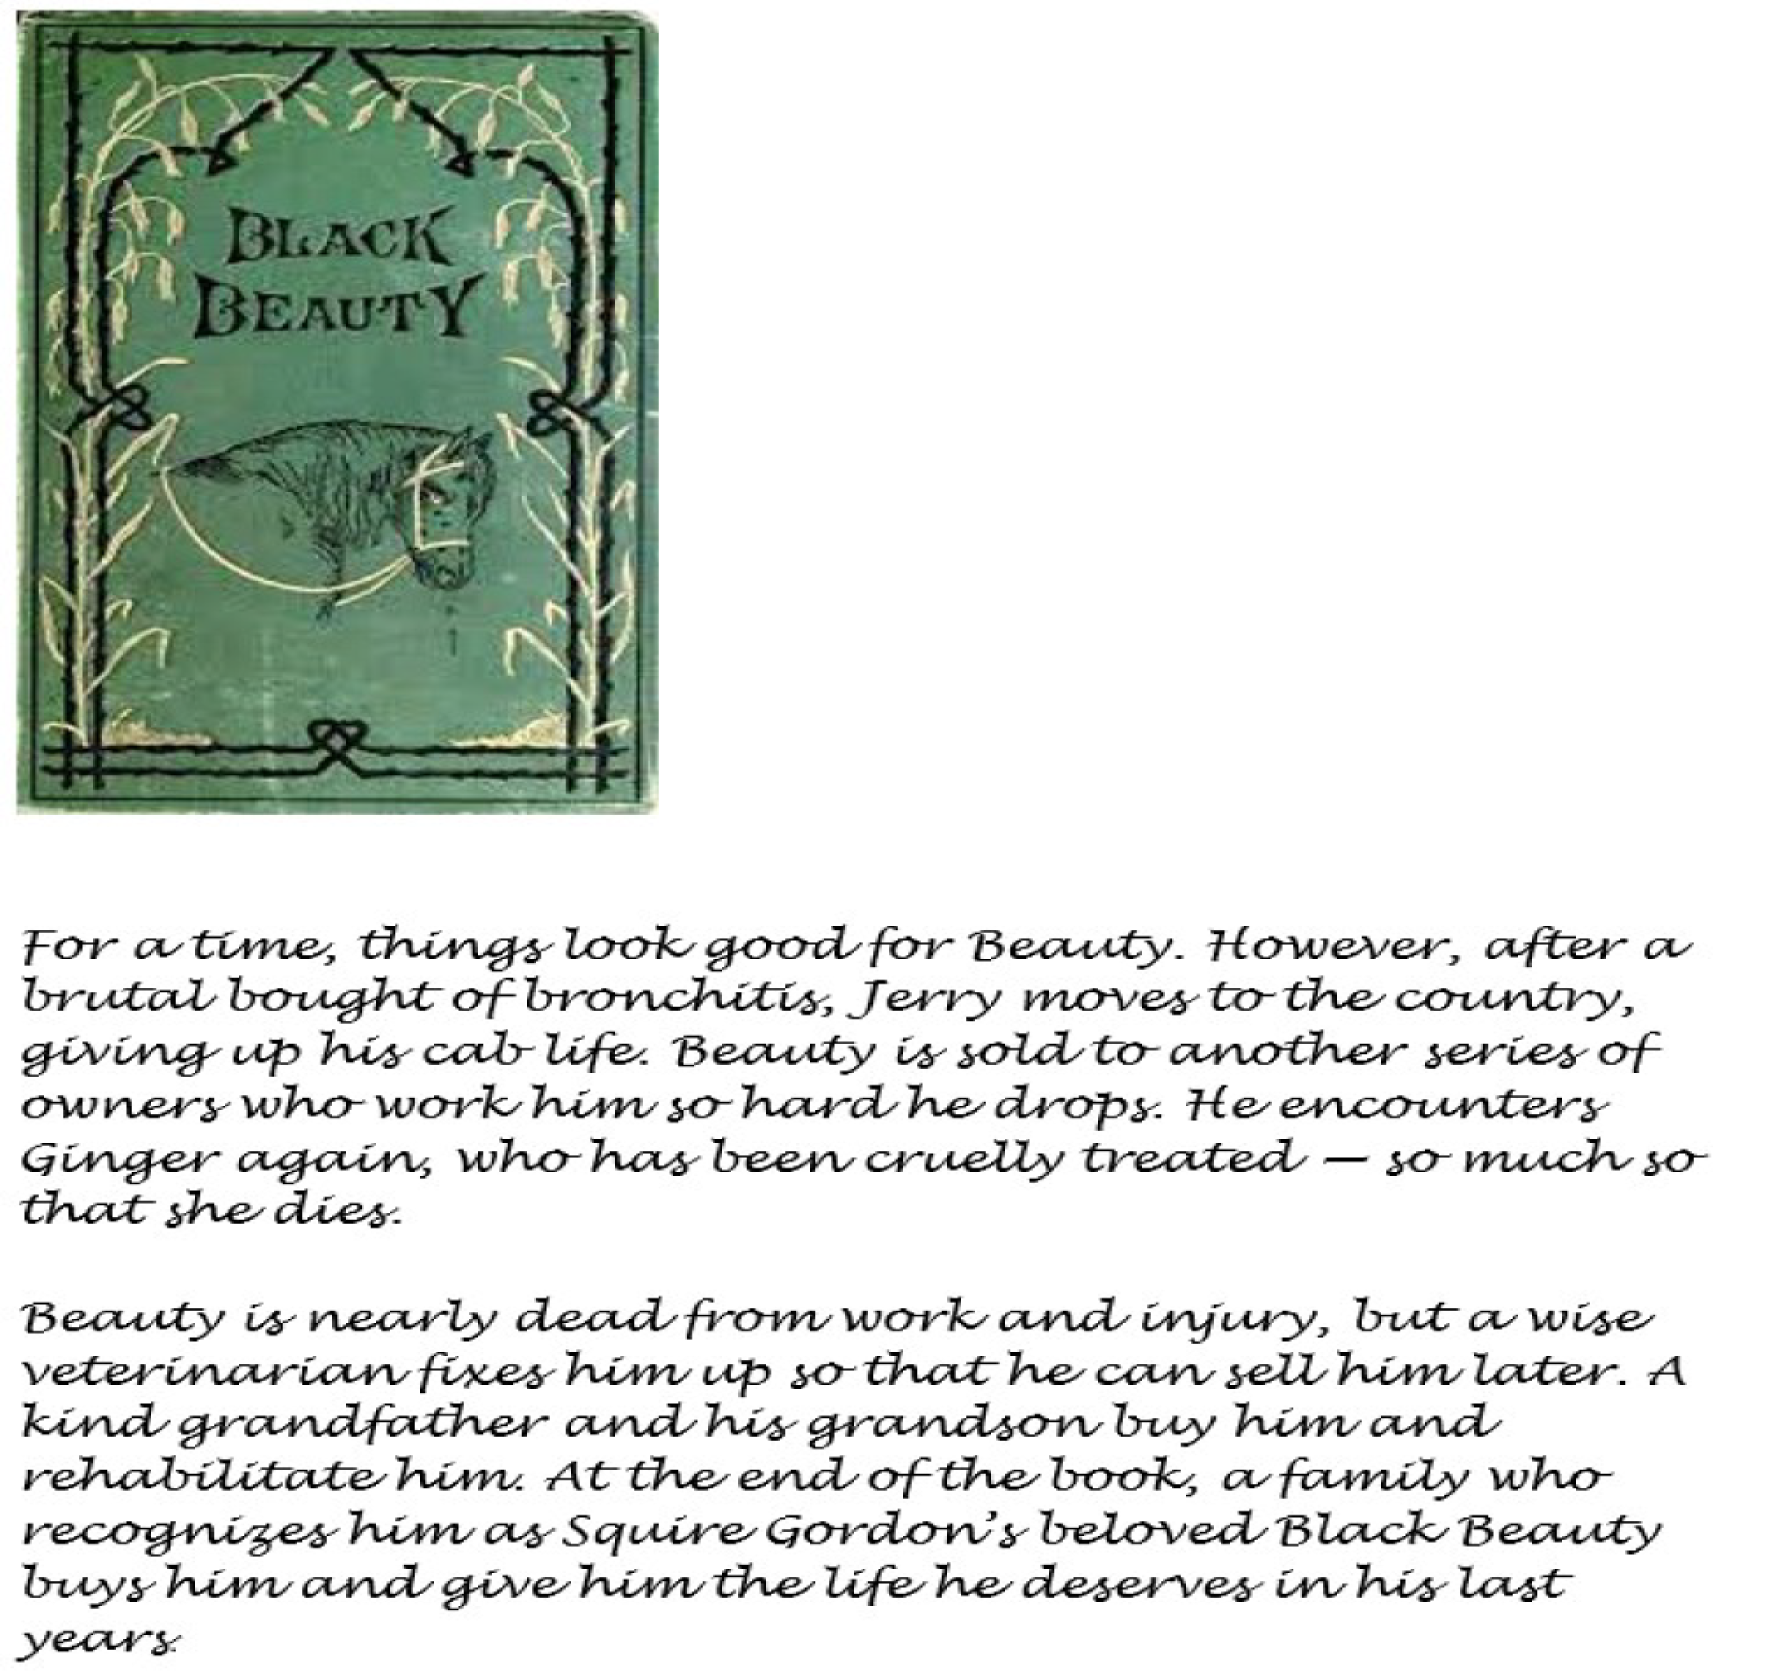 BLACK
BEAUTY
For a time, things look good for Beauty. However, after a
brutal bought of bronchitis, Jerry moves to the country,
giving up his cab life. Beauty is sold to another series of
owners who work him so hard he drops. He encounters
Ginger again, who has been cruelly treated — so much so
that she dies.
Beauty is nearly dead from work and injury, but a wise
veterinarian fixes him up so that he can sell him later. A
kind grandfather and his grandson buy him and
rehabilitate him. At the end of the book, a family who
recognizes him as Squire Gordon’s beloved Black Beauty
buys him and give him the life he deserves in his last
years.